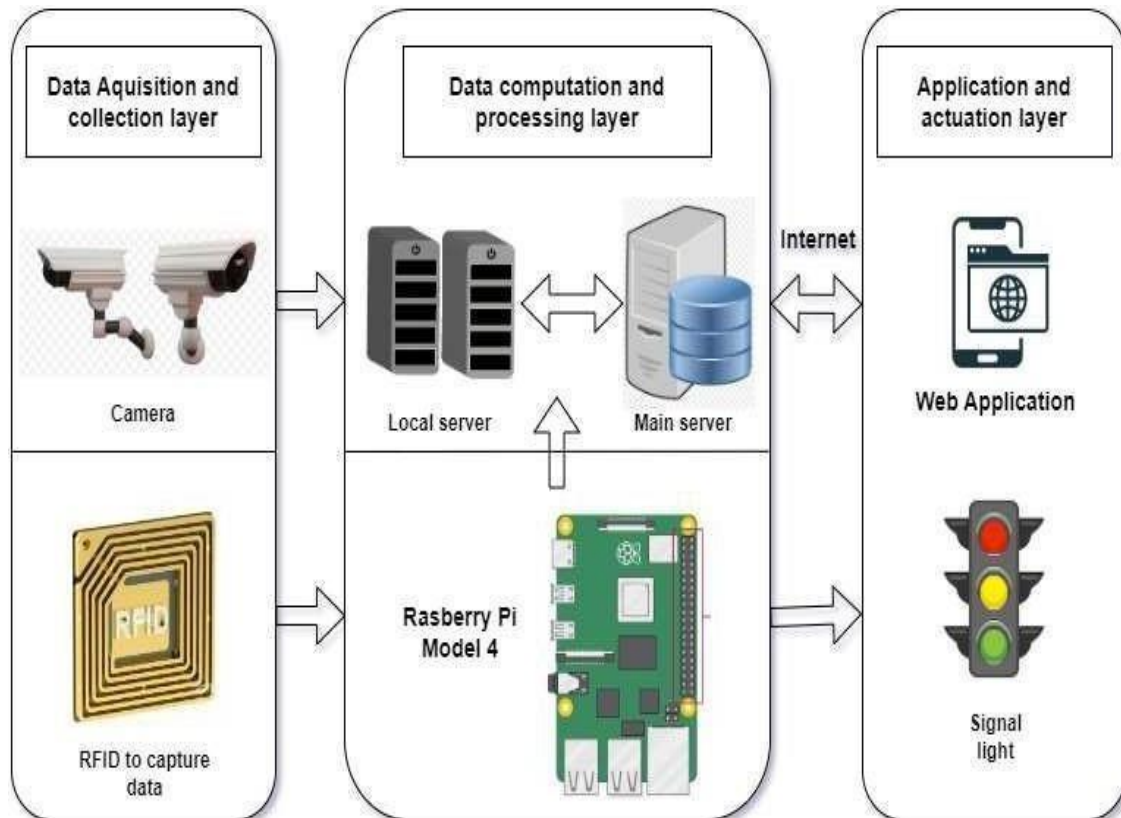 Data Aquisition and
collection layer
Data computation and
processing layer
Application and
actuation layer
Internet
Camera
Local server
Main server
Web Application
RFID
Rasberry Pi
Model 4
RFID to capture
data
Signal
light